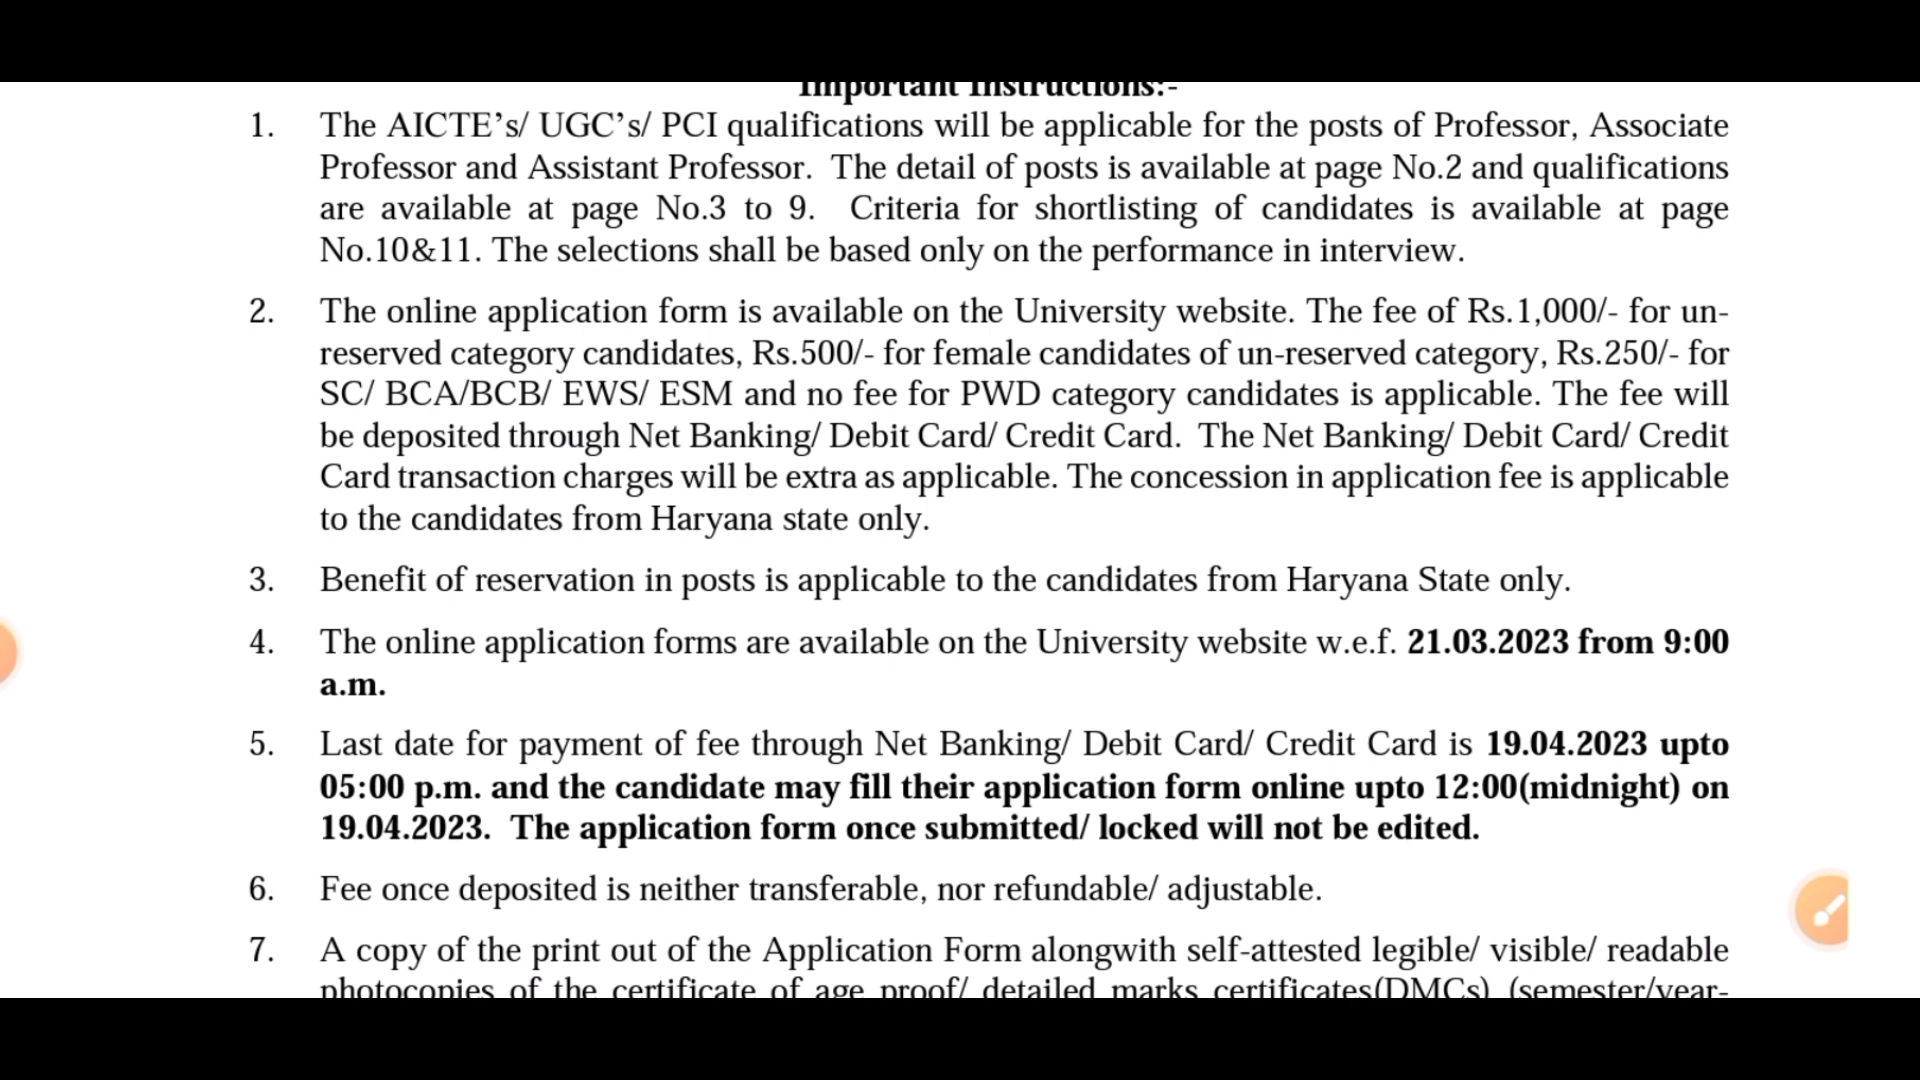 Important Instructions:-
1. The AICTE’s/ UGC’s/ PCI qualifications will be applicable for the posts of Professor, Associate
Professor and Assistant Professor. The detail of posts is available at page No.2 and qualifications
are available at page No.3 to 9. Criteria for shortlisting of candidates is available at page
No.10&11. The selections shall be based only on the performance in interview.
2. The online application form is available on the University website. The fee of Rs.1,000/- for un-
reserved category candidates, Rs.500/- for female candidates of un-reserved category, Rs.250/- for
SC/ BCA/BCB/ EWS/ ESM and no fee for PWD category candidates is applicable. The fee will
be deposited through Net Banking/ Debit Card/ Credit Card. The Net Banking/ Debit Card/ Credit
Card transaction charges will be extra as applicable. The concession in application fee is applicable
to the candidates from Haryana state only.
3. Benefit of reservation in posts is applicable to the candidates from Haryana State only.
4. The online application forms are available on the University website w.e.f. 21.03.2023 from 9:00
a.m.
5. Last date for payment of fee through Net Banking/ Debit Card/ Credit Card is 19.04.2023 upto
05:00 p.m. and the candidate may fill their application form online upto 12:00(midnight) on
19.04.2023. The application form once submitted/ locked will not be edited.
6. Fee once deposited is neither transferable, nor refundable/ adjustable.
7. A copy of the print out of the Application Form alongwith self-attested legible/ visible/ readable
photocopies of the certificate of age proof/ detailed marks certificates(DMCs) (semester/year-